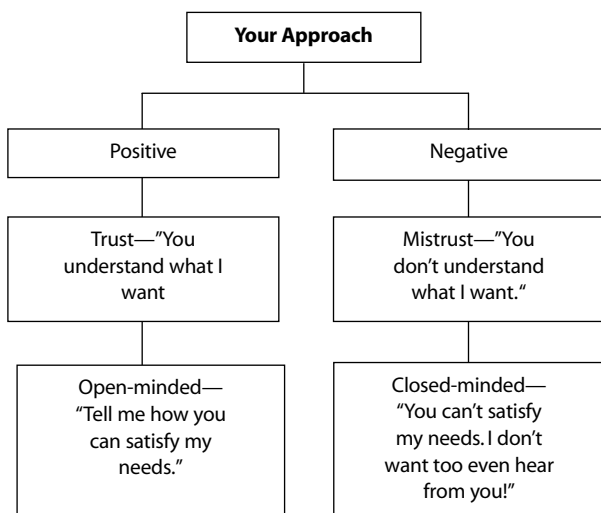 Your Approach
Positive
Negative
Trust—”You
understand what I
want
Mistrust—”You
don’t understand
what I want.“
Open-minded—
“Tell me how you
can satisfy my
needs.”
Closed-minded—
“You can’t satisfy
my needs. I don’t
want too even hear
from you!”